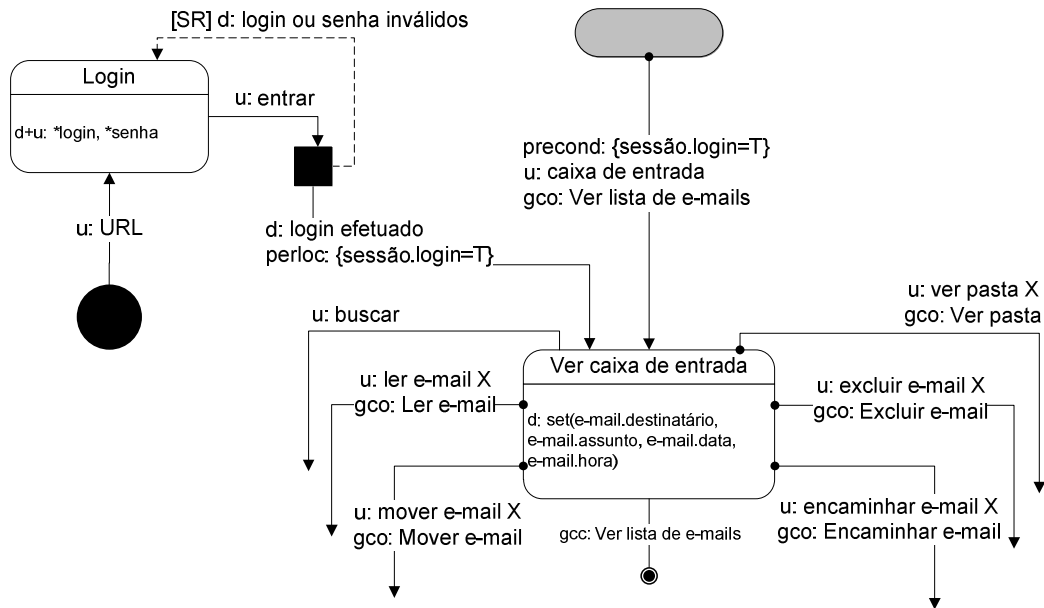 [SR] d: login ou senha inválidos
Login
d+u: *login, *senha
u: entrar
u: URL
d: login efetuado
perloc: {sessão.login=T}
precond: {sessão.login=T}
u: caixa de entrada
gco: Ver lista de e-mails
u: buscar
u: ver pasta X
gco: Ver pasta
Ver caixa de entrada
d: set(e-mail.destinatário,
e-mail.assunto, e-mail.data,
e-mail.hora)
u: ler e-mail X
gco: Ler e-mail
u: excluir e-mail X
gco: Excluir e-mail
u: mover e-mail X
gco: Mover e-mail
gcc: Ver lista de e-mails
u: encaminhar e-mail X
gco: Encaminhar e-mail